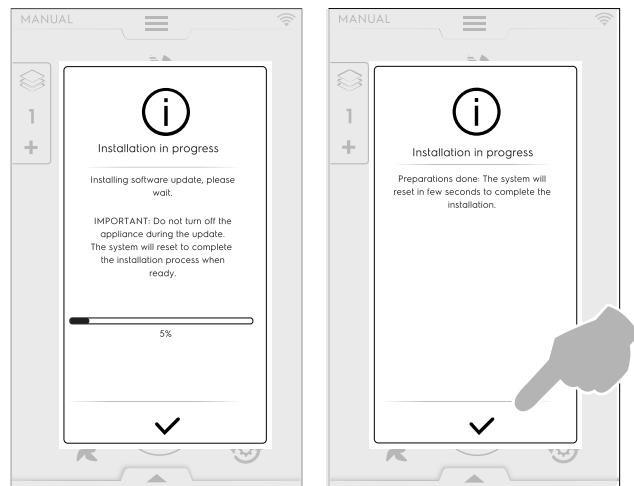 MANUAL
1
+
Installation in progress
Installing software update, please
wait.
IMPORTANT: Do not turn off the
appliance during the update.
The system will reset to complete
the installation process when
ready.
5%
MANUAL
1
+
Installation in progress
Preparations done: The system will
reset in few seconds to complete the
installation.